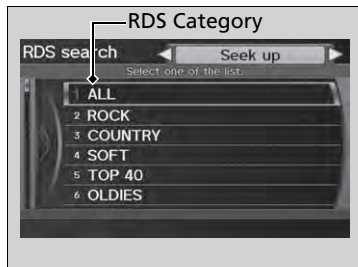 RDS Category
RDS search
Seek up
Select one of the list.
1 ALL
2 ROCK
3 COUNTRY
4 SOFT
5 TOP 40
6 OLDIES